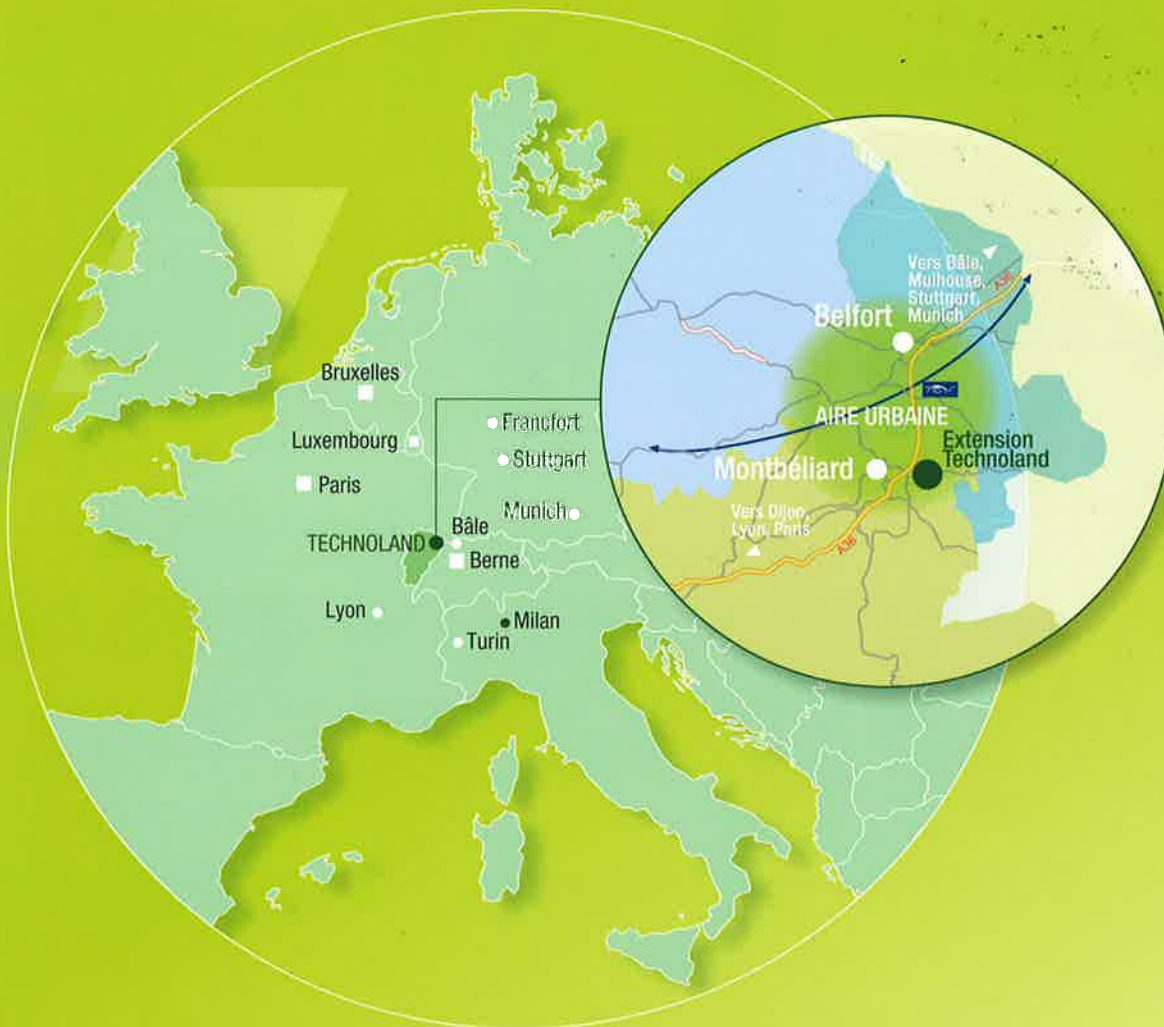 Vers Bâle,
Mulhouse,
Stuttgart,
Munich
A36
Belfort
AIRE URBAINE
Extension
Technoland
Montbéliard
Vers Dijon,
Lyon, Paris
A36
Bruxelles
Luxembourg
Francfort
Stuttgart
Paris
Munich
TECHNOLAND
Bâle
Berne
Lyon
Milan
Turin